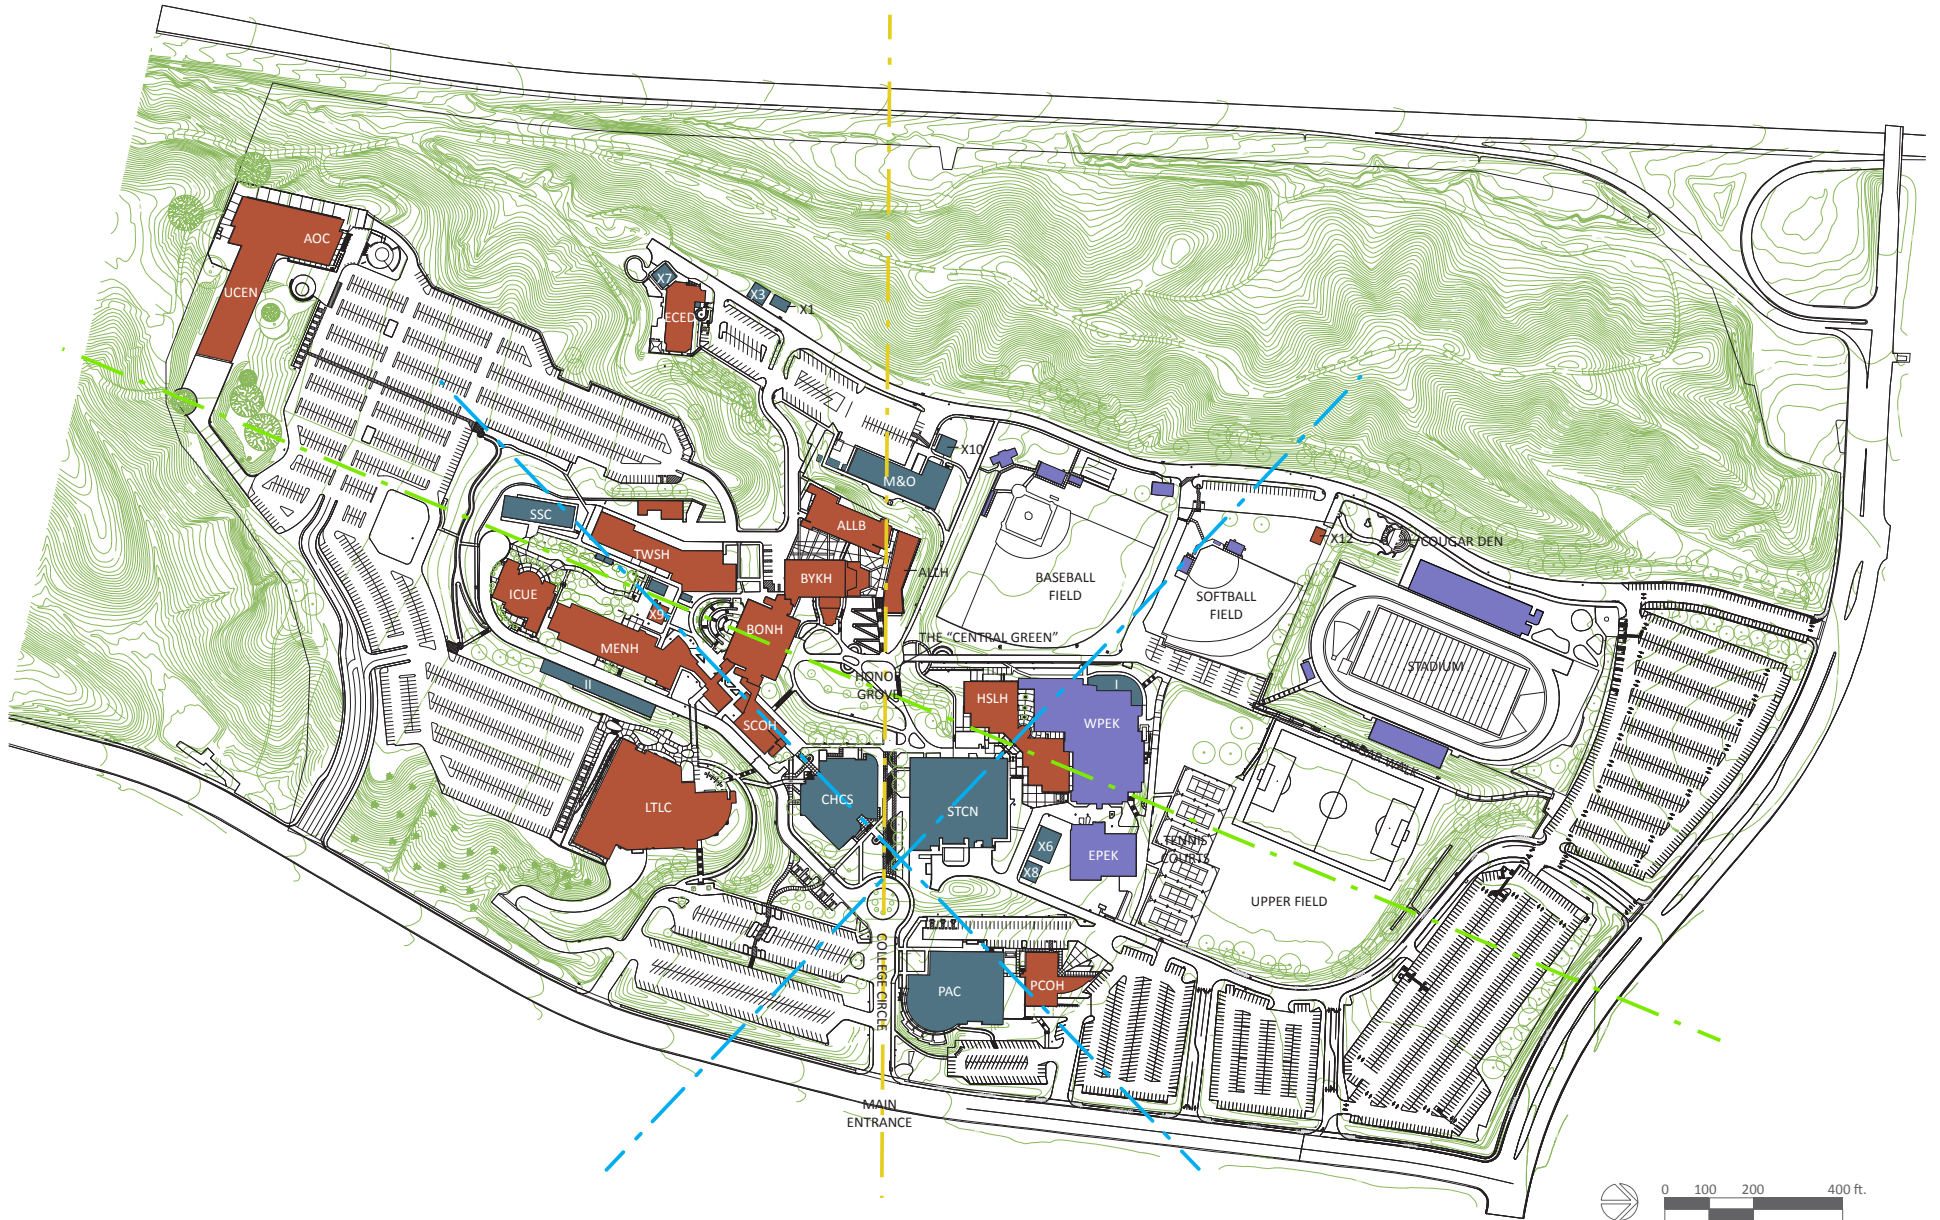 AOC
UCEN
X7
ECED
X3
X1
X10
M&O
SSC
ALLB
TWSH
BYKH
ALLH
ICUE
X9
BONH
MENH
II
SCOH
LTLC
CHCS
THE "CENTRAL GREEN"
HONOR
GROVE
BASEBALL
FIELD
SOFTBALL
FIELD
X12
COUGAR DEN
STADIUM
COUGAR WALK
HSLH
I
WPEK
STCN
X6
X8
EPEK
TENNIS
COURTS
UPPER FIELD
PAC
PCOH
COLLEGE CIRCLE
MAIN
ENTRANCE
0 100 200 400 ft.